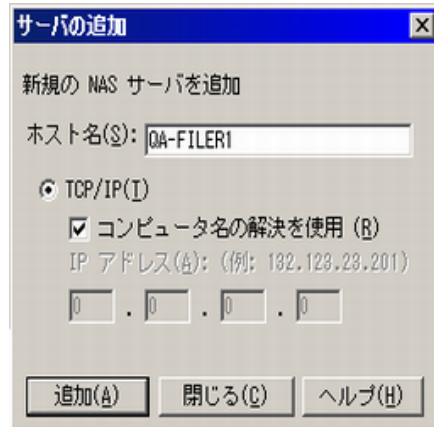 サーバの追加
新規の NAS サーバを追加
ホスト名(S): QA-FILER1
TCP/IP(T)
コンピュータ名の解決を使用 (R)
IP アドレス(A): (例: 132.123.23.201)
0 . 0 . 0 . 0
追加(A) 閉じる(C) ヘルプ(H)